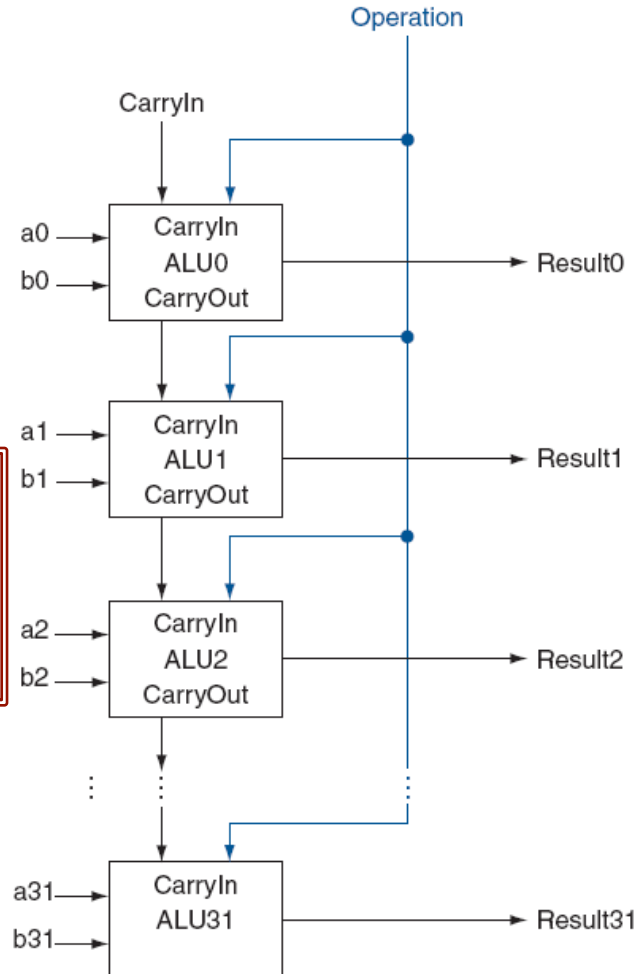 Operation
CarryIn
a0
b0
CarryIn
ALU0
CarryOut
Result0
a1
b1
CarryIn
ALU1
CarryOut
Result1
a2
b2
CarryIn
ALU2
CarryOut
Result2
a31
b31
CarryIn
ALU31
Result31